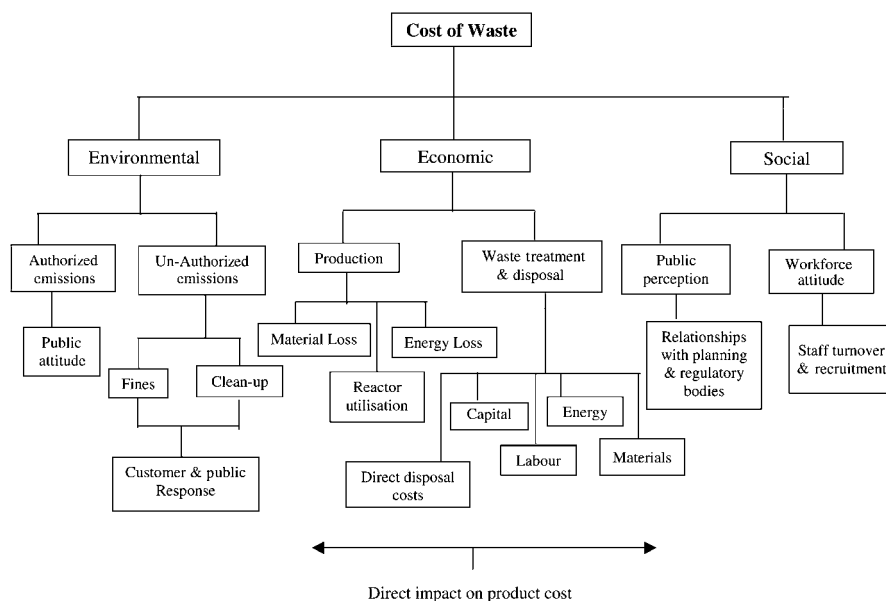 Cost of Waste
Environmental
Economic
Social
Authorized
emissions
Un-Authorized
emissions
Production
Waste treatment
& disposal
Public
perception
Workforce
attitude
Public
attitude
Material Loss
Energy Loss
Relationships
with planning
& regulatory
bodies
Staff turnover
& recruitment
Fines
Clean-up
Reactor
utilisation
Capital
Energy
Labour
Materials
Customer & public
Response
Direct disposal
costs
Direct impact on product cost